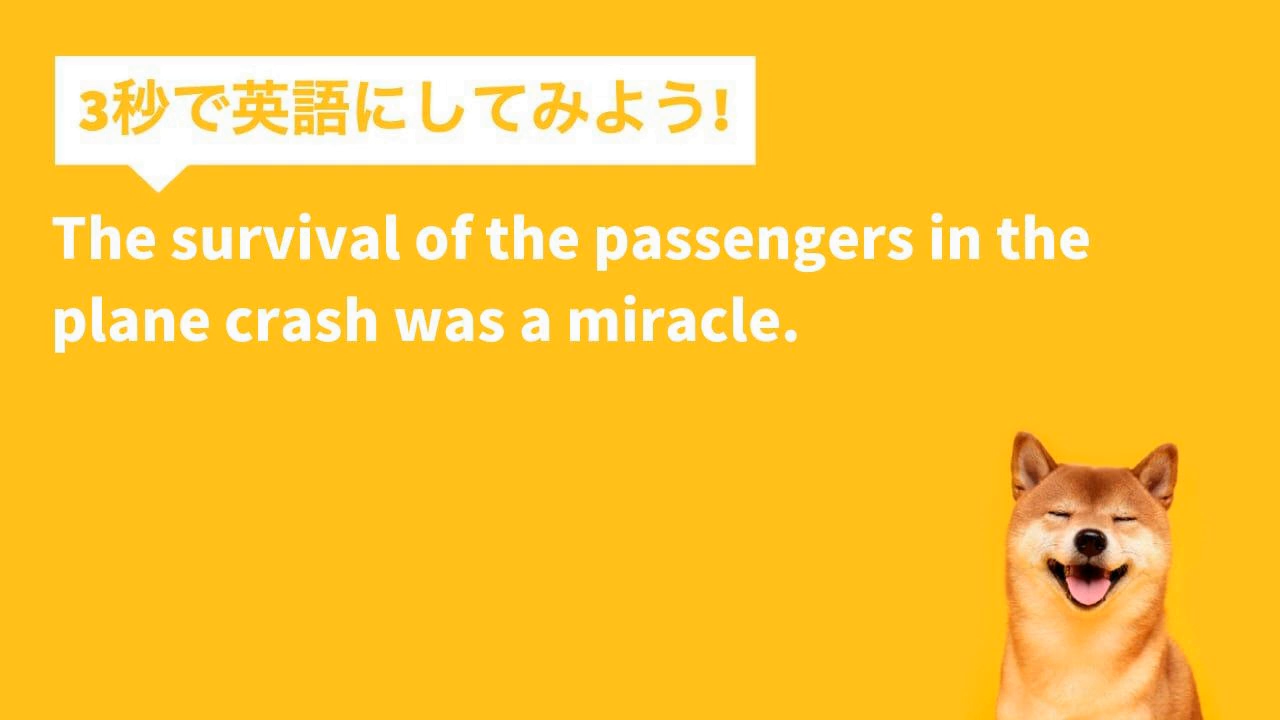 3秒で英語にしてみよう!
The survival of the passengers in the
plane crash was a miracle.